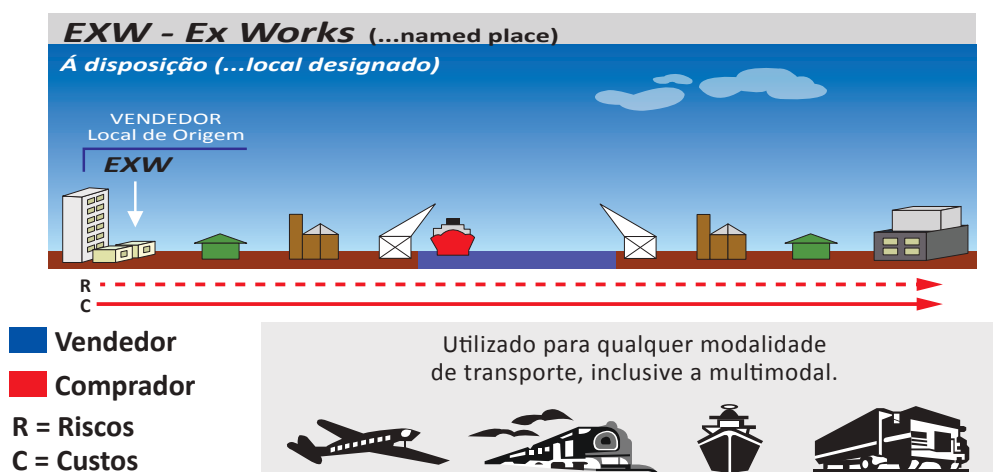 EXW - Ex Works (...named place)
Á disposição (...local designado)
VENDEDOR
Local de Origem
EXW
R
C
Vendedor
Comprador
R = Riscos
C = Custos
Utilizado para qualquer modalidade
de transporte, inclusive a multimodal.